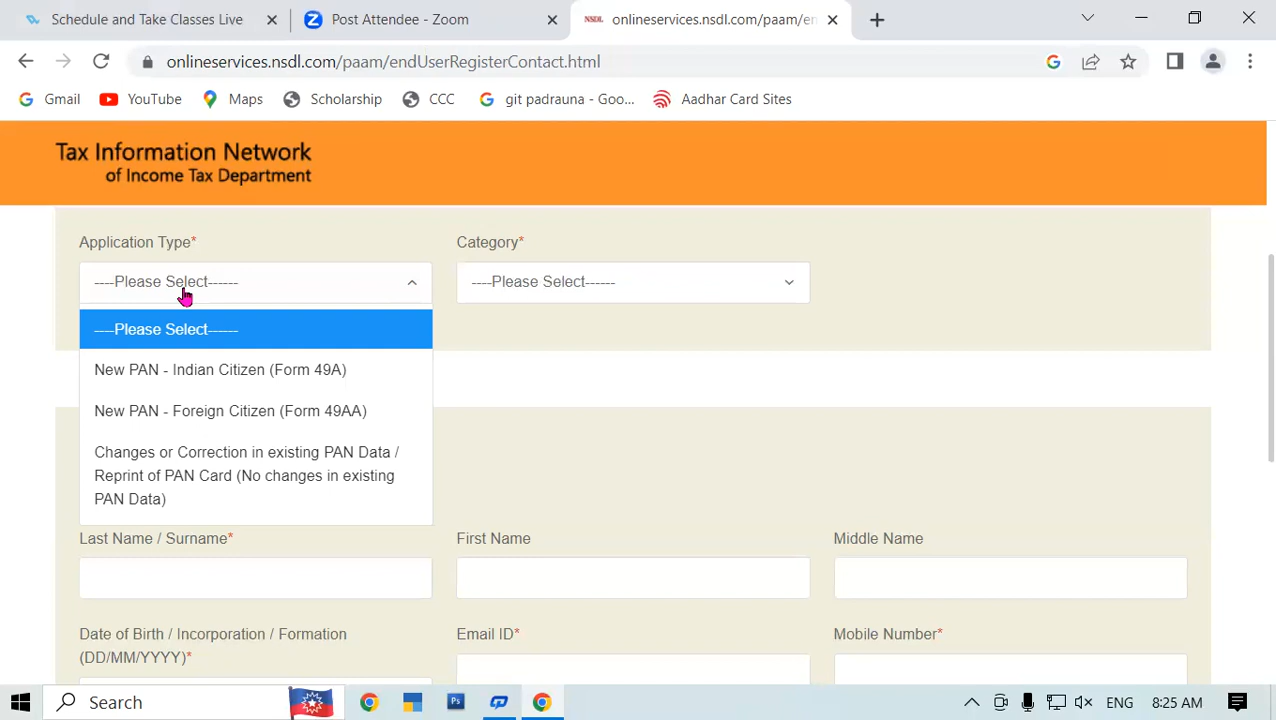 Schedule and Take Classes Live
Post Attendee - Zoom
NSDL onlineservices.nsdl.com/paam/en
onlineservices.nsdl.com/paam/endUserRegisterContact.html
Gmail YouTube Maps Scholarship CCC git padrauna - Goo... Aadhar Card Sites
Tax Information Network
of Income Tax Department
Application Type* Category*
----Please Select------ ----Please Select------
----Please Select------
New PAN - Indian Citizen (Form 49A)
New PAN - Foreign Citizen (Form 49AA)
Changes or Correction in existing PAN Data /
Reprint of PAN Card (No changes in existing
PAN Data)
Last Name / Surname* First Name Middle Name
Date of Birth / Incorporation / Formation Email ID* Mobile Number*
(DD/MM/YYYY)*
Search Ps ENG 8:25 AM